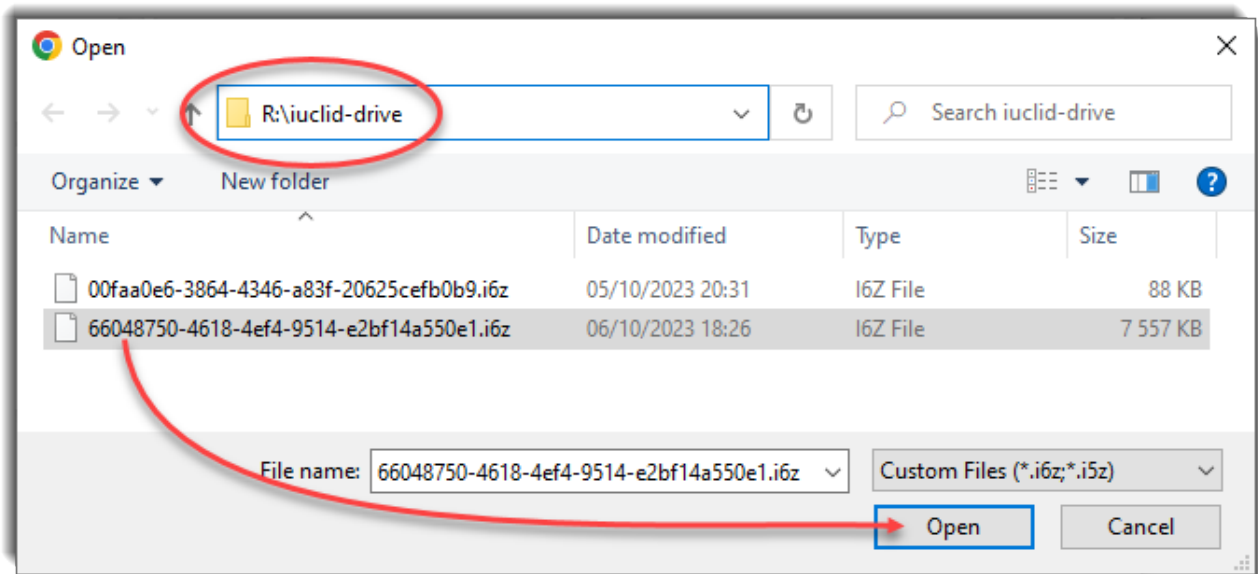 Open
R:\iuclid-drive
Search iuclid-drive
Organize
New folder
?
Name
Date modified
Type
Size
00faa0e6-3864-4346-a83f-20625cefb0b9.i6z 05/10/2023 20:31 I6Z File 88 KB
66048750-4618-4ef4-9514-e2bf14a550e1.i6z 06/10/2023 18:26 I6Z File 7 557 KB
File name: 66048750-4618-4ef4-9514-e2bf14a550e1.i6z Custom Files (*.i6z;*.i5z)
Open Cancel